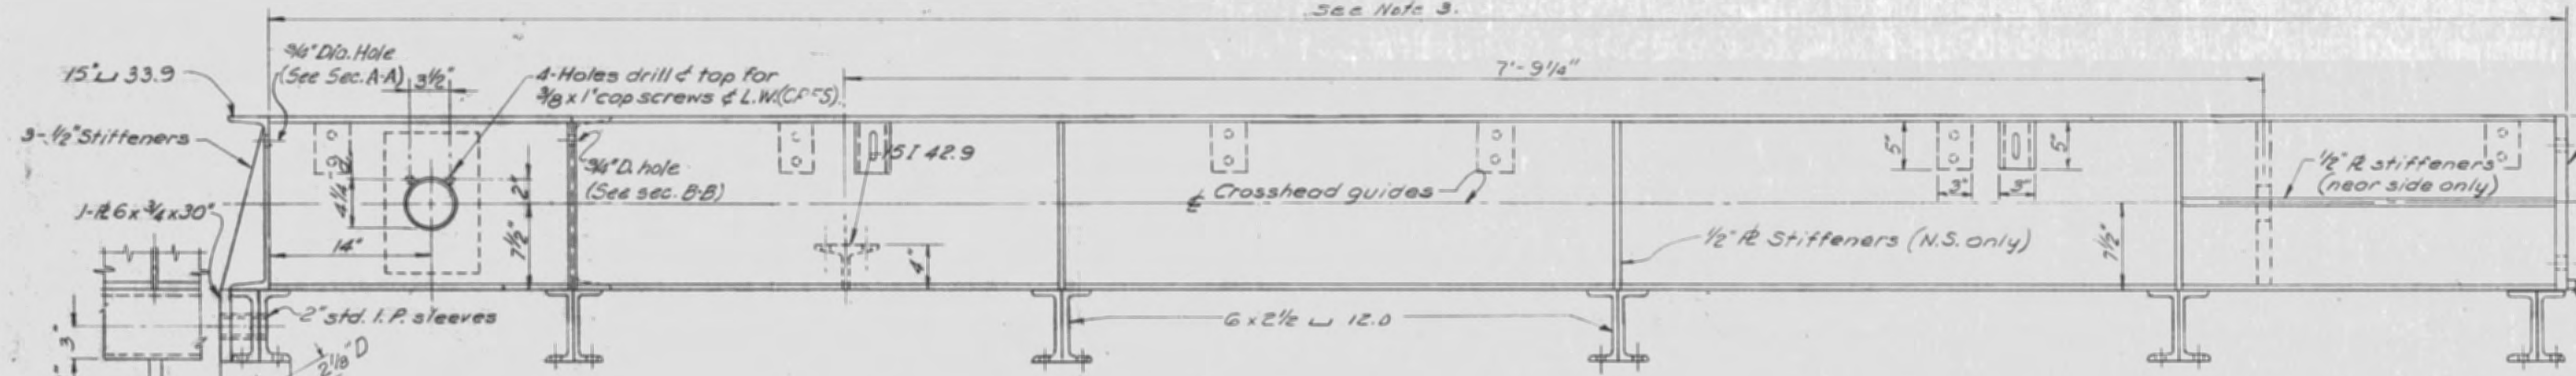 See Note 3.
3/4" Dia. Hole
(See Sec. A-A)
15" ⊔ 33.9
3 1/2"
4-Holes drill & tap for
3/8 x 1" cap screws & L.W. (CRES).
7'-9 1/4"
3-1/2" Stiffeners
15 I 42.9
3/4" D. hole
(See sec. B-B)
4 1/4"
2"
5"
5"
1/2" ℞ stiffeners
(near side only)
℄ Crosshead guides
3"
3"
1-℞ 6 x 3/4 x 30"
14"
7 1/2"
4"
1/2" ℞ Stiffeners (N.S. only)
7 1/2"
2" std. I.P. sleeves
6 x 2 1/2 ⊔ 12.0
3"
2 1/8" D